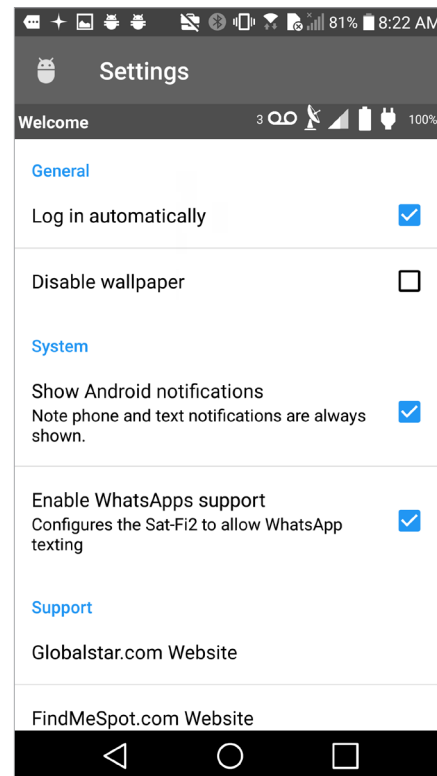 81% 8:22 AM
Settings
Welcome 3 100%
General
Log in automatically
Disable wallpaper
System
Show Android notifications
Note phone and text notifications are always
shown.
Enable WhatsApps support
Configures the Sat-Fi2 to allow WhatsApp
texting
Support
Globalstar.com Website
FindMeSpot.com Website